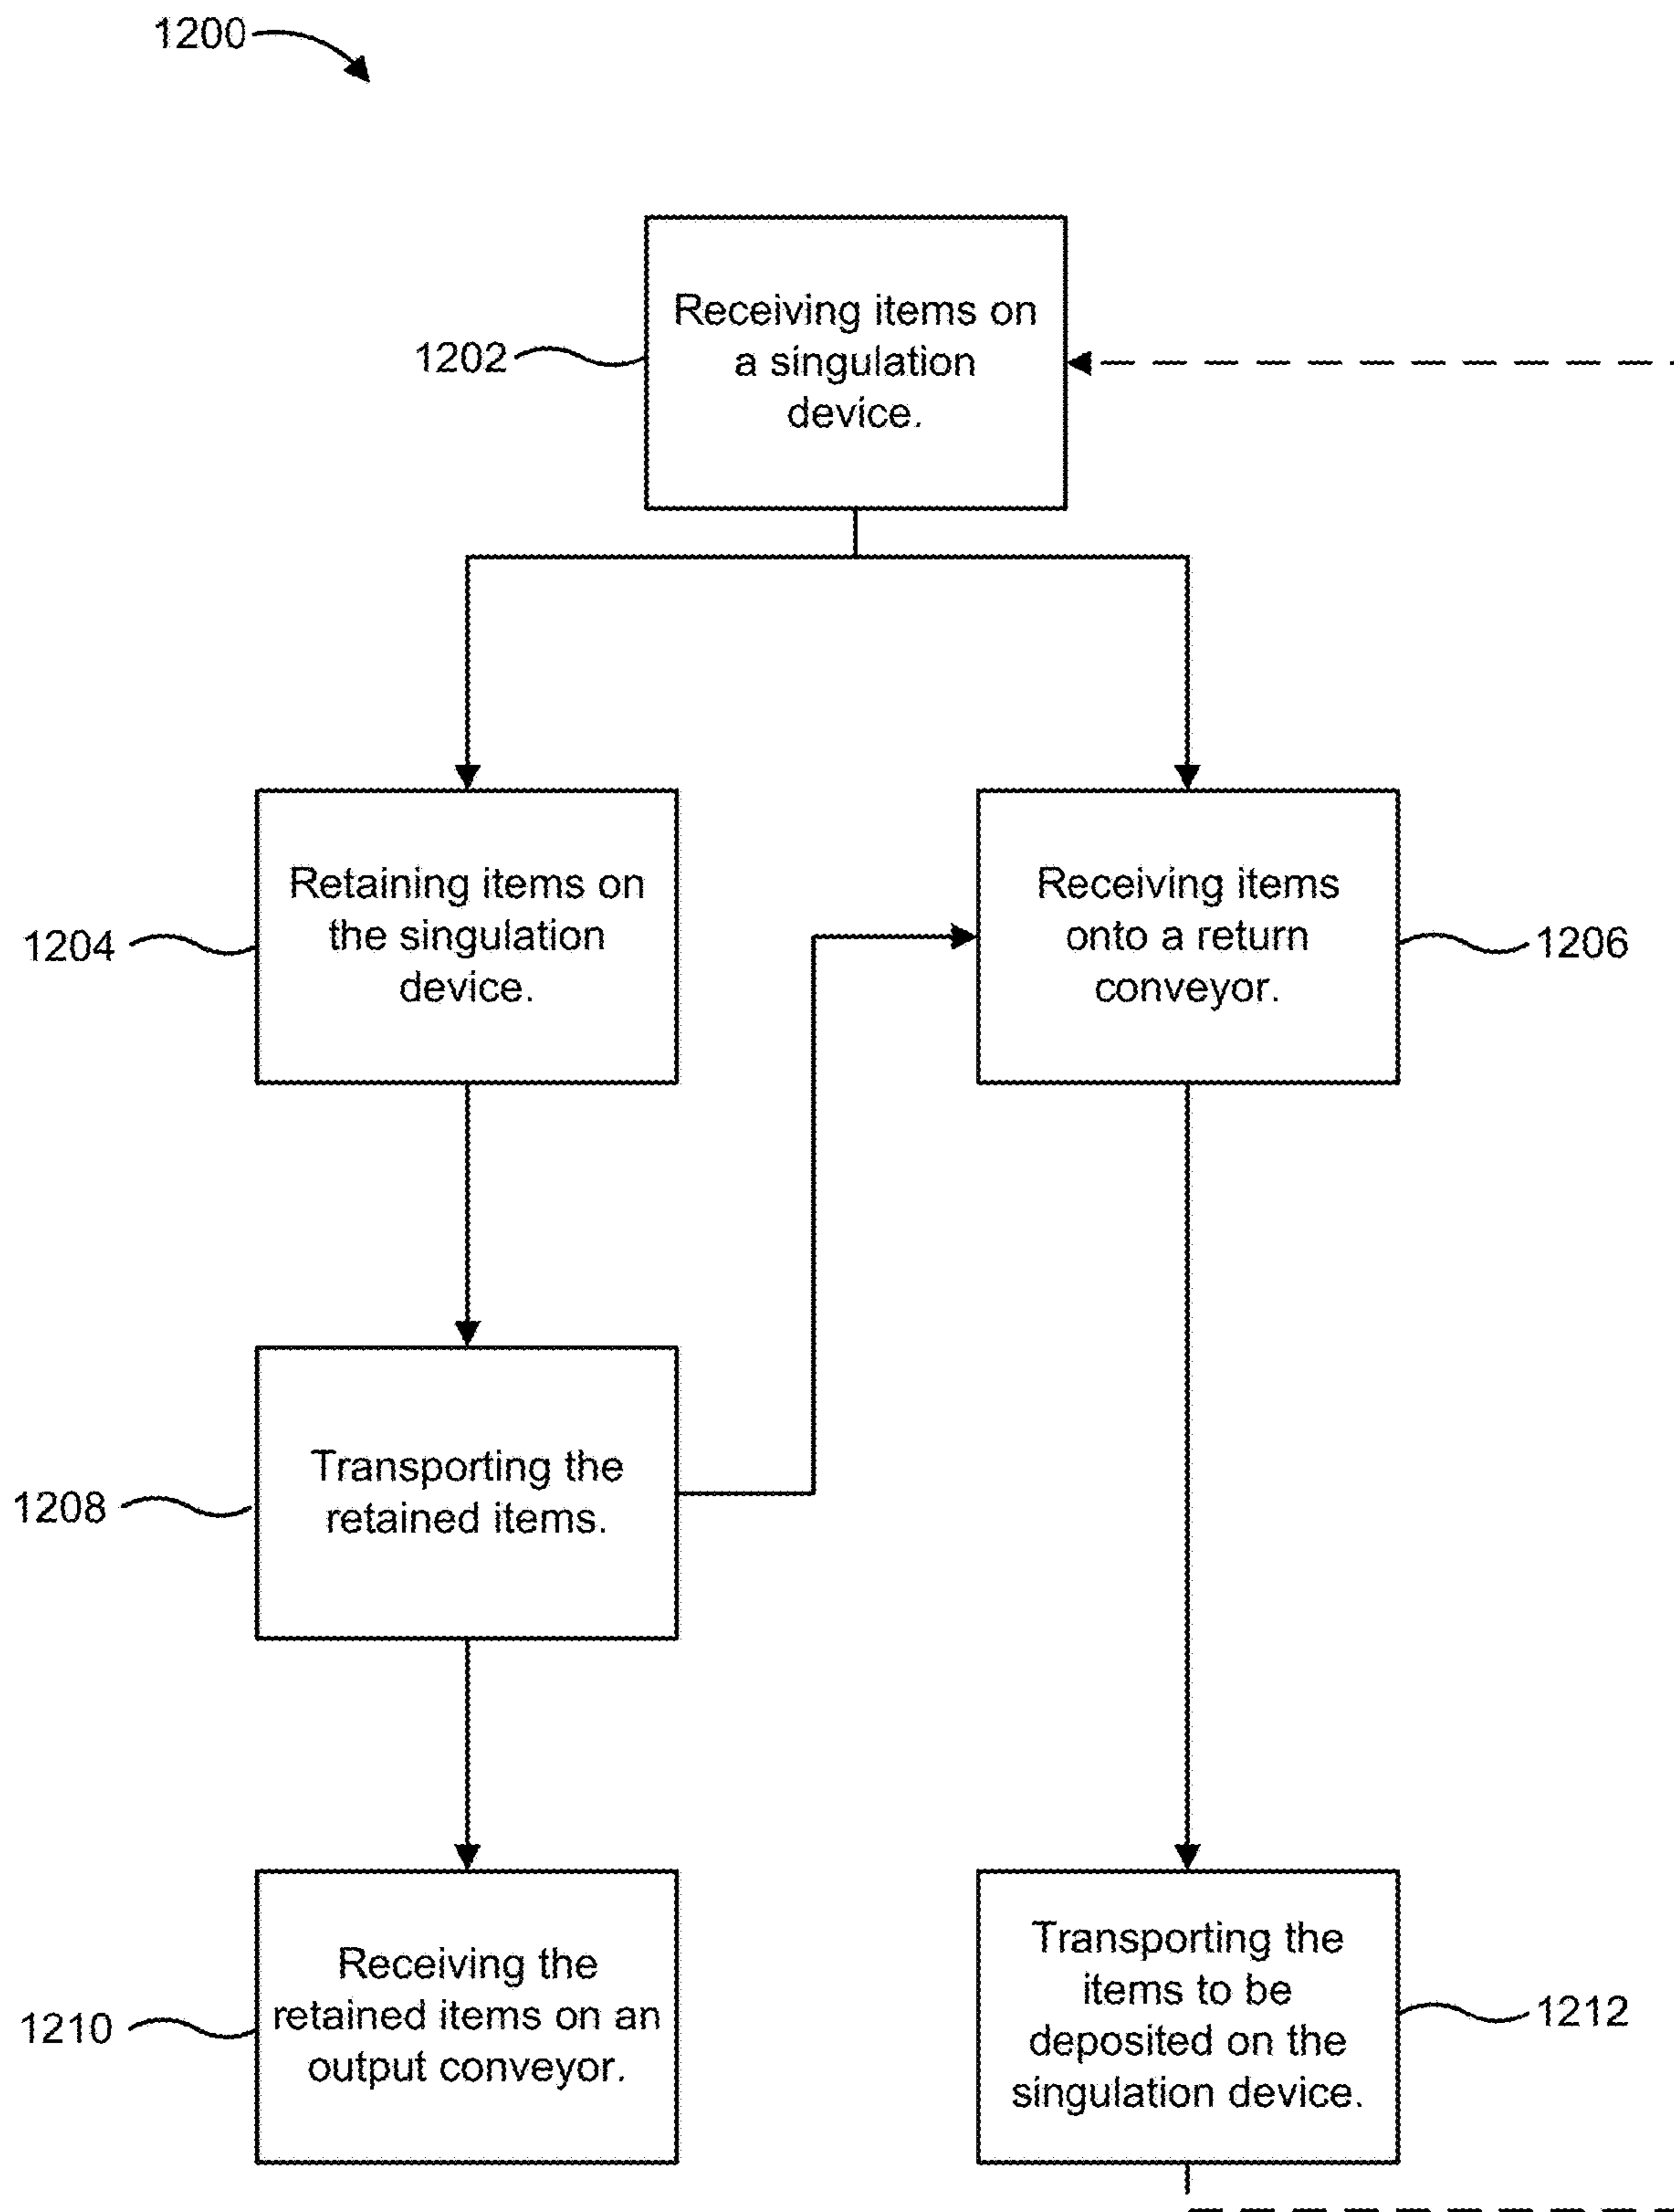 1200
Receiving items on
a singulation
device.
1202
Retaining items on
the singulation
device.
1204
Receiving items
onto a return
conveyor.
1206
Transporting the
retained items.
1208
Receiving the
retained items on an
output conveyor.
1210
Transporting the
items to be
deposited on the
singulation device.
1212